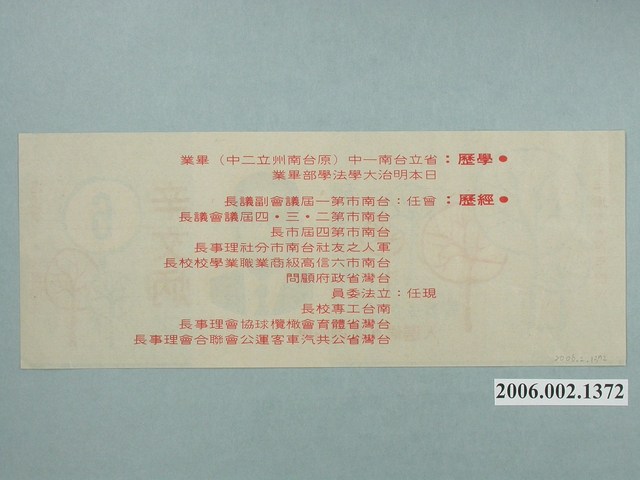 ●學歷：省立台南一中（原台南州立二中）畢業
日本明治大學法學部畢業
●經歷：曾任：台南市第一屆議會副議長
台南市第二・三・四屆議會議長
台南市第四屆市長
軍人之友社台南市分社理事長
台南市六信高級商業職業學校校長
台灣省政府顧問
現任：立法委員
南台工專校長
台灣省體育會橄欖球協會理事長
台灣省公共汽車客運公會聯合會理事長
2006.002.1372